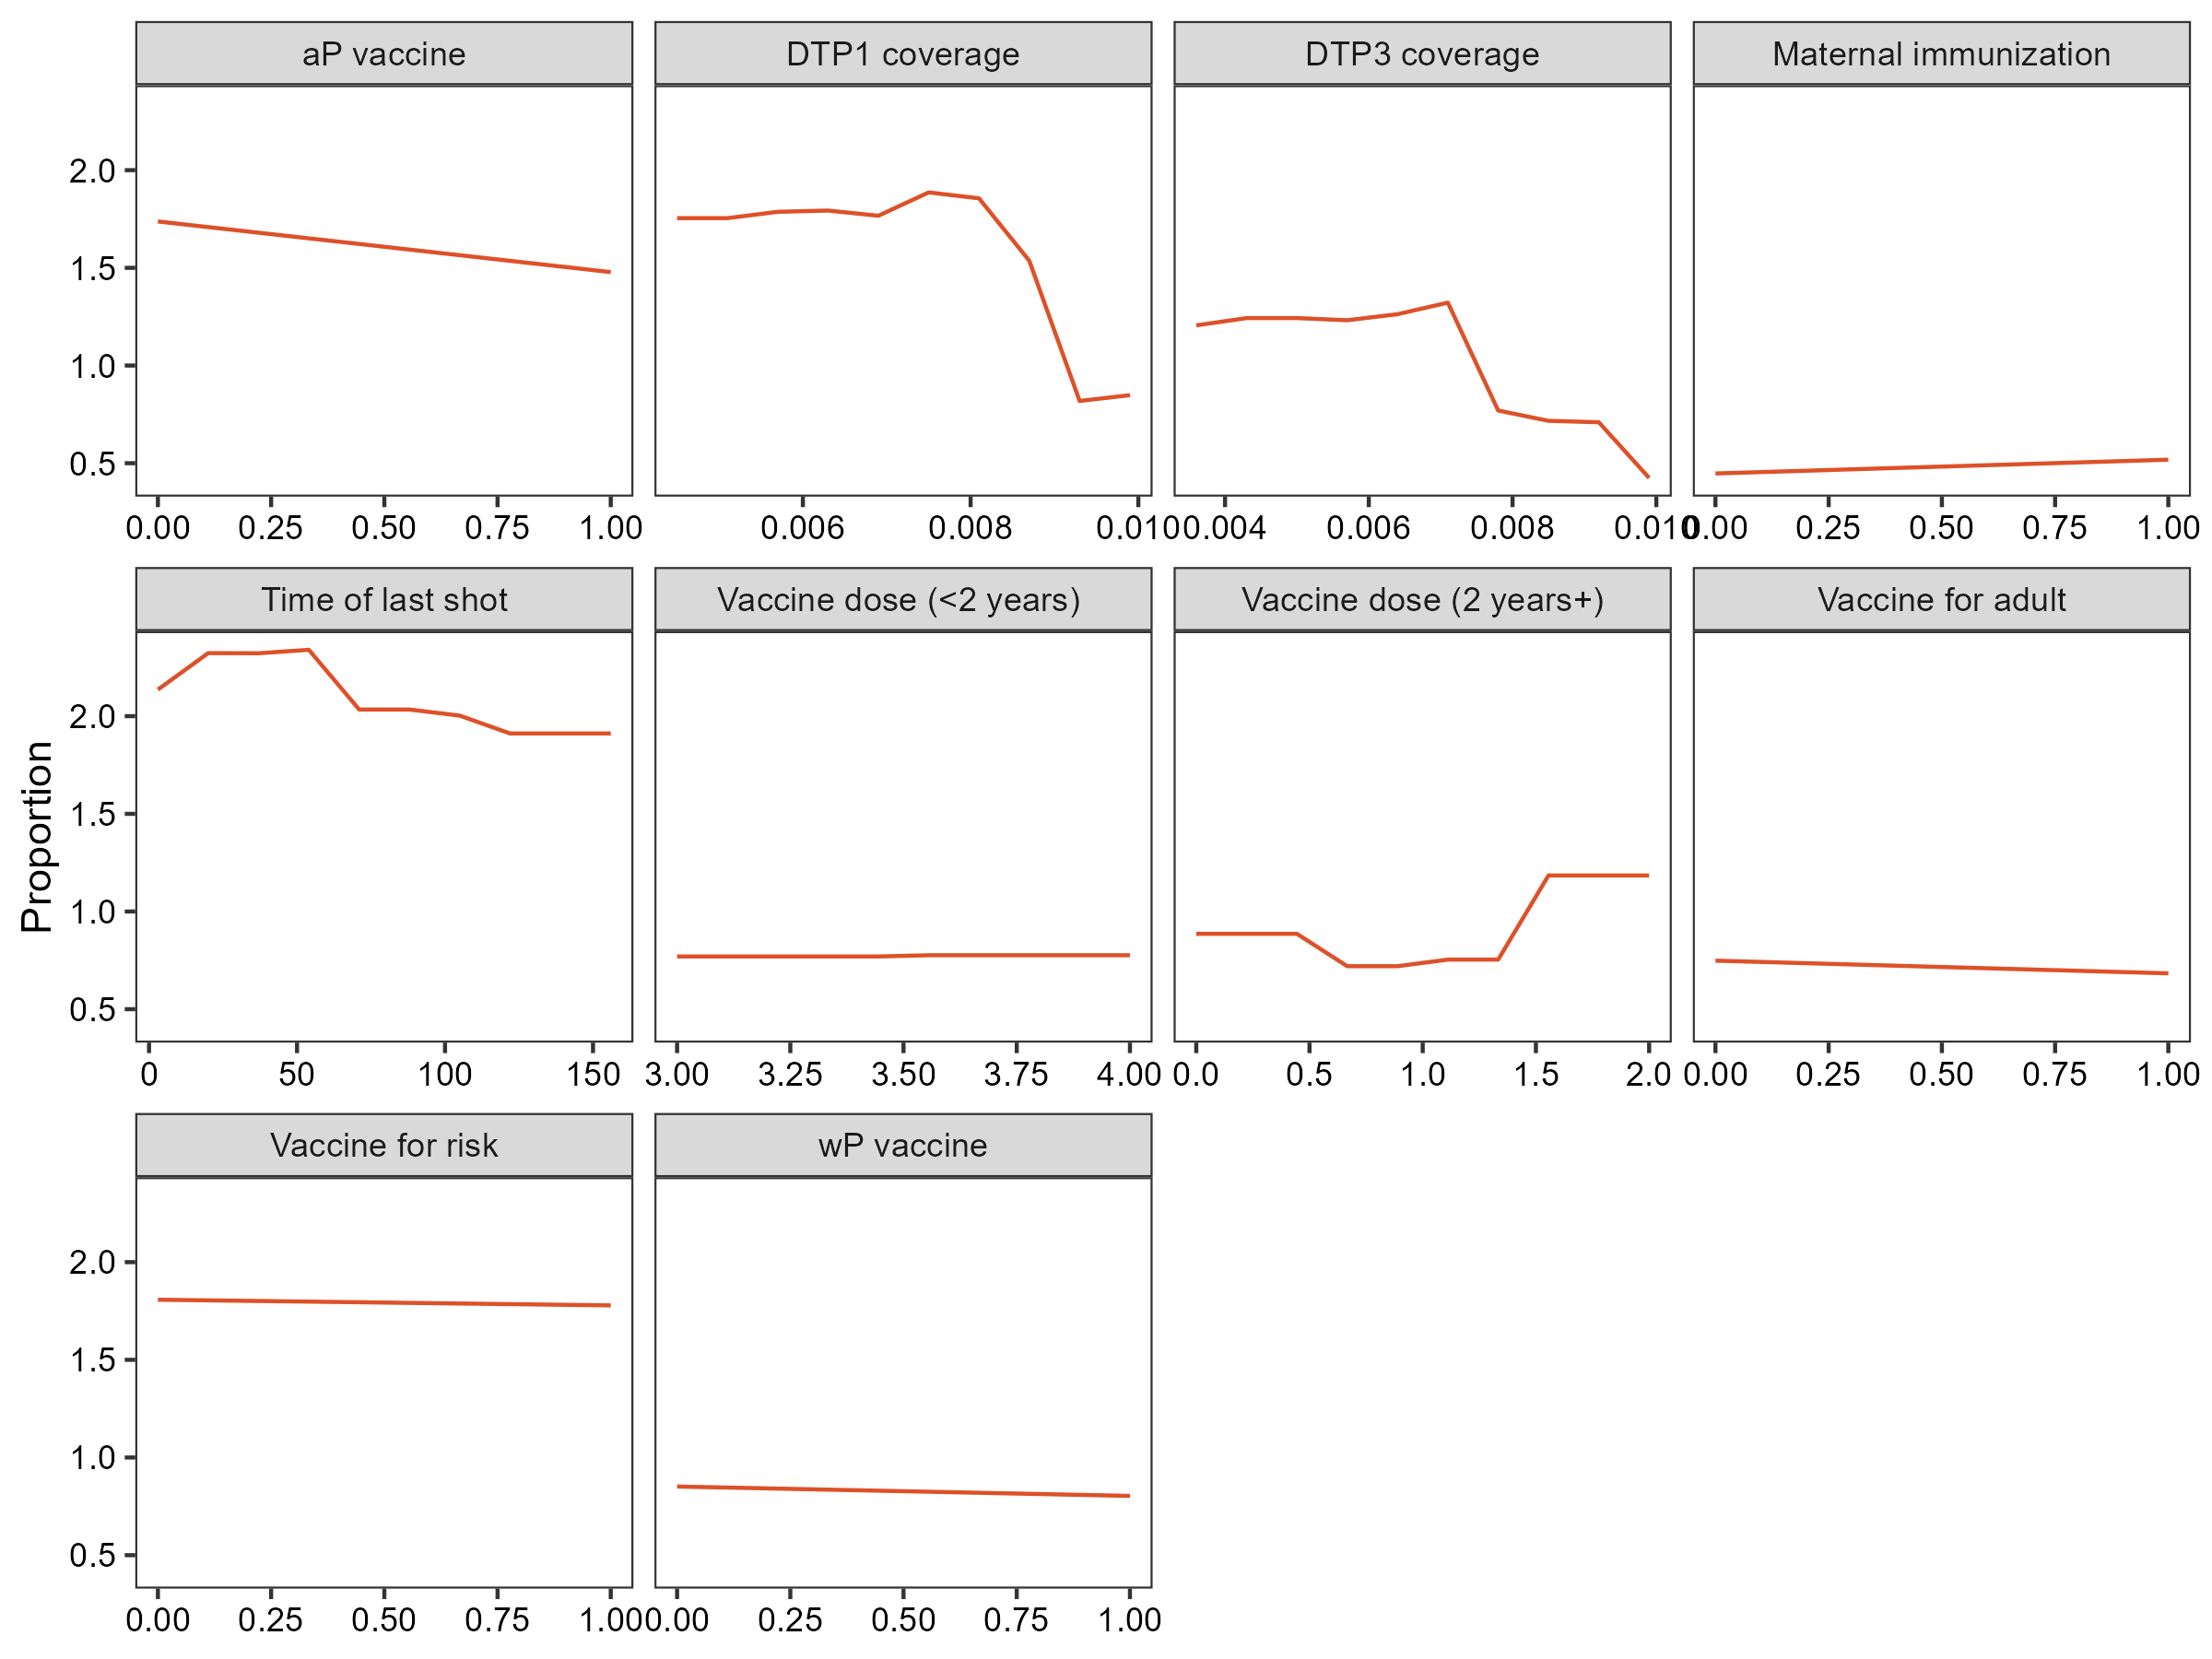 aP vaccine
DTP1 coverage
DTP3 coverage
Maternal immunization
2.0
1.5
1.0
0.5
0.00 0.25 0.50 0.75 1.00
0.006 0.008 0.010
0.004 0.006 0.008 0.010
0.00 0.25 0.50 0.75 1.00
Time of last shot
Vaccine dose (<2 years)
Vaccine dose (2 years+)
Vaccine for adult
Proportion
2.0
1.5
1.0
0.5
0 50 100 150
3.00 3.25 3.50 3.75 4.00
0.0 0.5 1.0 1.5 2.0
0.00 0.25 0.50 0.75 1.00
Vaccine for risk
wP vaccine
2.0
1.5
1.0
0.5
0.00 0.25 0.50 0.75 1.00
0.00 0.25 0.50 0.75 1.00